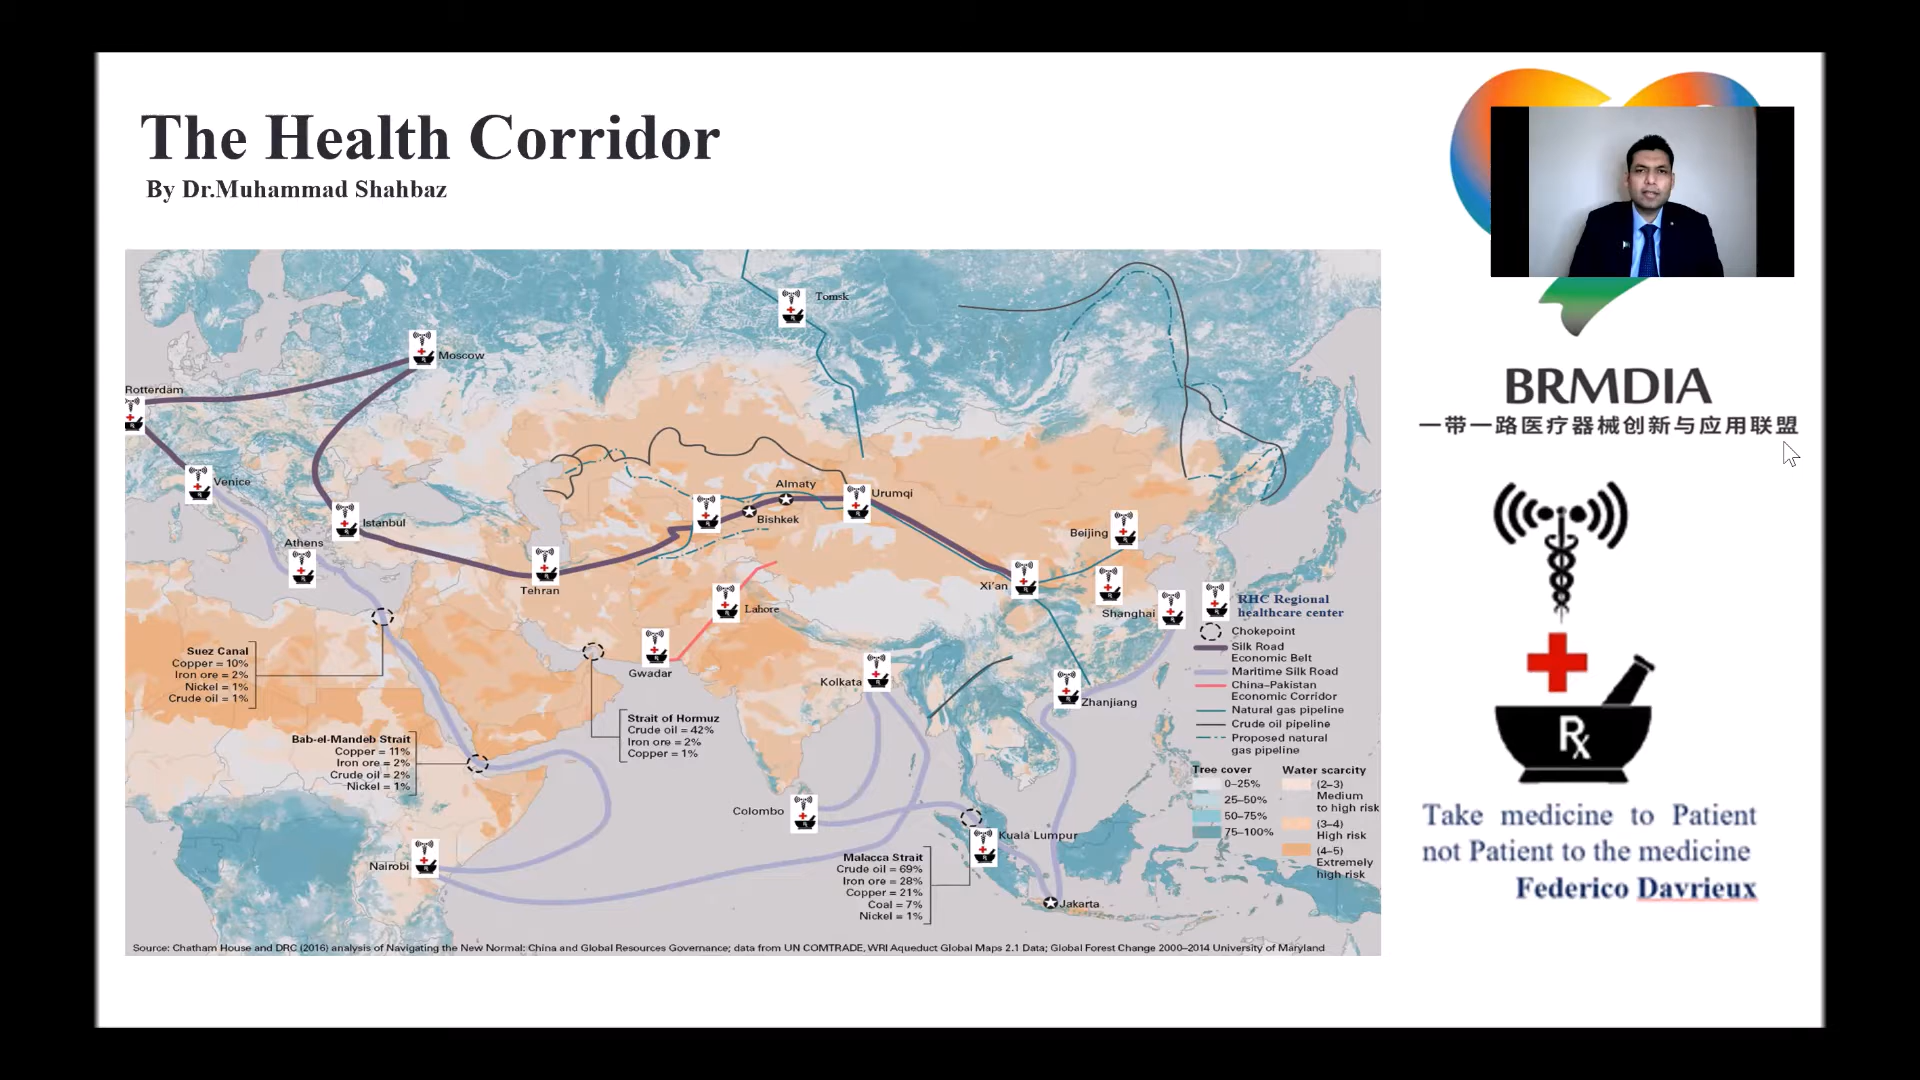 The Health Corridor
By Dr.Muhammad Shahbaz
Tomsk
Moscow
Rotterdam
Venice
Istanbul
Athens
Almaty
Urumqi
Bishkek
Beijing
Tehran
Xi'an
Lahore
Shanghai
Gwadar
Kolkata
Zhanjiang
Colombo
Kuala Lumpur
Nairobi
Jakarta
Suez Canal
Copper = 10%
Iron ore = 2%
Nickel = 1%
Crude oil = 1%
Bab-el-Mandeb Strait
Copper = 11%
Iron ore = 2%
Crude oil = 2%
Nickel = 1%
Strait of Hormuz
Crude oil = 42%
Iron ore = 2%
Copper = 1%
Malacca Strait
Crude oil = 69%
Iron ore = 28%
Copper = 21%
Coal = 7%
Nickel = 1%
RHC Regional
healthcare center
Chokepoint
Silk Road
Economic Belt
Maritime Silk Road
China–Pakistan
Economic Corridor
Natural gas pipeline
Crude oil pipeline
Proposed natural
gas pipeline
Tree cover
0–25%
25–50%
50–75%
75–100%
Water scarcity
(2–3)
Medium
to high risk
(3–4)
High risk
(4–5)
Extremely
high risk
Source: Chatham House and DRC (2016) analysis of Navigating the New Normal: China and Global Resources Governance; data from UN COMTRADE, WRI Aqueduct Global Maps 2.1 Data; Global Forest Change 2000–2014 University of Maryland
BRMDIA
一带一路医疗器械创新与应用联盟
Rx
Take medicine to Patient
not Patient to the medicine
Federico Davrieux